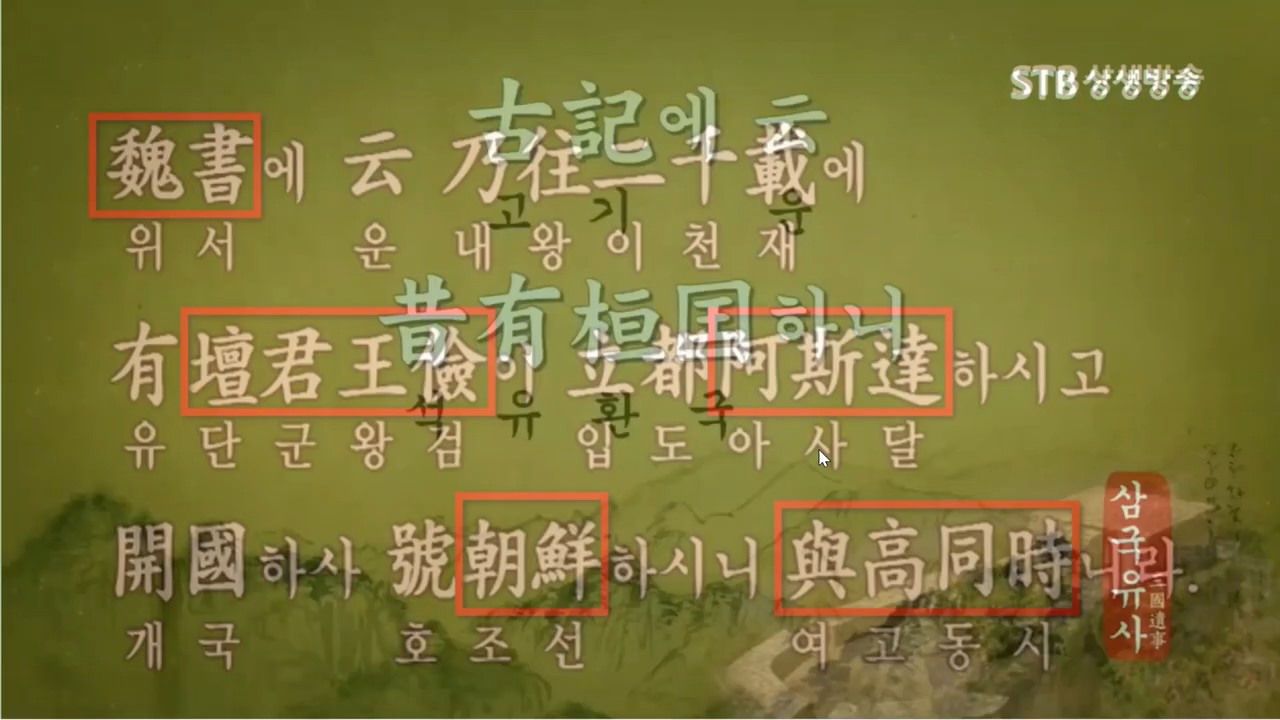 STB 상생방송
古記에 云
고 기 운
魏書에 云 乃往二千載에
위 서 운 내 왕 이 천 재
昔有桓国하니
석 유 환 국
有壇君王儉이 立都阿斯達하시고
유 단 군 왕 검 입 도 아 사 달
開國하사 號朝鮮하시니 與高同時니라.
개 국 호 조 선 여 고 동 시
삼국유사
三國遺事